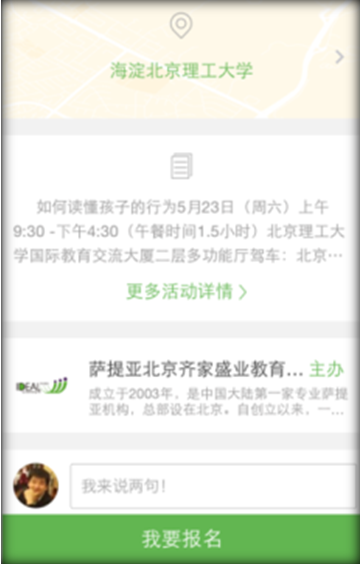 海淀北京理工大学
如何读懂孩子的行为5月23日（周六）上午
9:30 -下午4:30（午餐时间1.5小时）北京理工大
学国际教育交流大厦二层多功能厅驾车：北京…
更多活动详情
IDEAL
萨提亚北京齐家盛业教育… 主办
成立于2003年，是中国大陆第一家专业萨提
亚机构，总部设在北京。自创立以来，一…
我来说两句！
我要报名